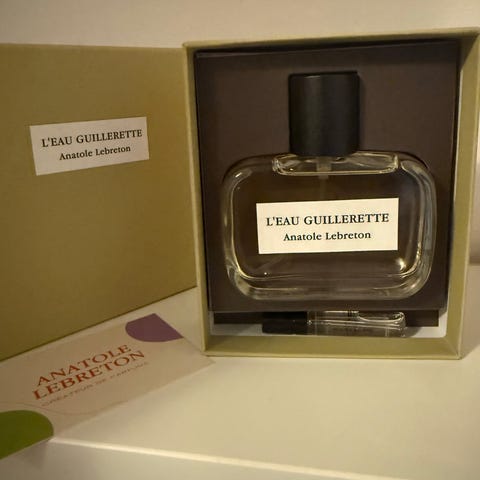 L'EAU GUILLERETTE
Anatole Lebreton
L'EAU GUILLERETTE
Anatole Lebreton
ANATOLE
LEBRETON
CRÉATEUR DE PARFUMS